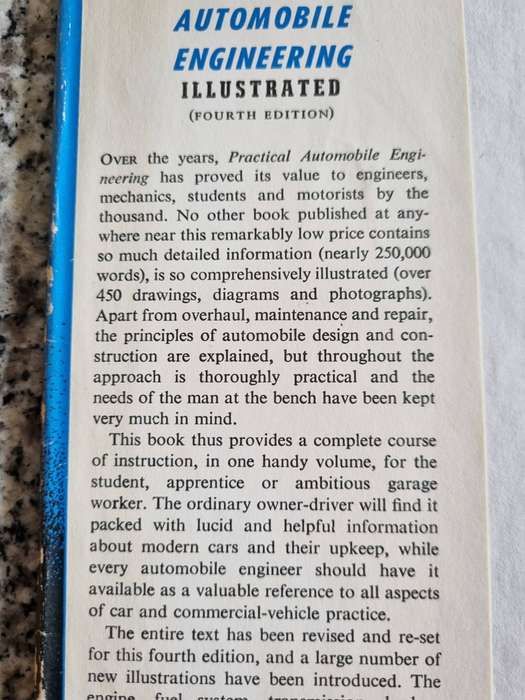 AUTOMOBILE
ENGINEERING
ILLUSTRATED
(FOURTH EDITION)
OVER the years, Practical Automobile Engi-
neering has proved its value to engineers,
mechanics, students and motorists by the
thousand. No other book published at any-
where near this remarkably low price contains
so much detailed information (nearly 250,000
words), is so comprehensively illustrated (over
450 drawings, diagrams and photographs).
Apart from overhaul, maintenance and repair,
the principles of automobile design and con-
struction are explained, but throughout the
approach is thoroughly practical and the
needs of the man at the bench have been kept
very much in mind.
This book thus provides a complete course
of instruction, in one handy volume, for the
student, apprentice or ambitious garage
worker. The ordinary owner-driver will find it
packed with lucid and helpful information
about modern cars and their upkeep, while
every automobile engineer should have it
available as a valuable reference to all aspects
of car and commercial-vehicle practice.
The entire text has been revised and re-set
for this fourth edition, and a large number of
new illustrations have been introduced. The
engine, fuel system, transmission,